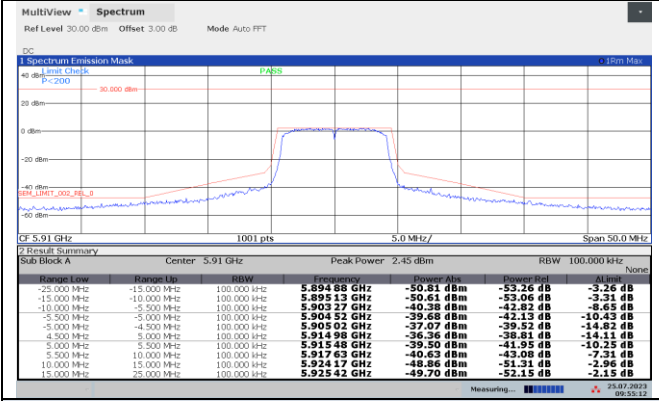 MultiView Spectrum
Ref Level 30.00 dBm Offset 3.00 dB Mode Auto FFT
DC
1 Spectrum Emission Mask 1Rm Max
40 dBm Limit Check PASS
P<200
30.000 dBm
20 dBm
0 dBm
-20 dBm
-40 dBm
SEM_LIMIT_002_REL_0
-60 dBm
CF 5.91 GHz 1001 pts 5.0 MHz/ Span 50.0 MHz
2 Result Summary
Sub Block A Center 5.91 GHz Peak Power 2.45 dBm RBW 100.000 kHz
None
Range Low Range Up RBW Frequency Power Abs Power Rel ΔLimit
-25.000 MHz -15.000 MHz 100.000 kHz 5.894 88 GHz -50.81 dBm -53.26 dB -3.26 dB
-15.000 MHz -10.000 MHz 100.000 kHz 5.895 13 GHz -50.61 dBm -53.06 dB -3.31 dB
-10.000 MHz -5.500 MHz 100.000 kHz 5.903 27 GHz -40.38 dBm -42.82 dB -8.65 dB
-5.500 MHz -5.000 MHz 100.000 kHz 5.904 52 GHz -39.68 dBm -42.13 dB -10.43 dB
-5.000 MHz -4.500 MHz 100.000 kHz 5.905 02 GHz -37.07 dBm -39.52 dB -14.82 dB
4.500 MHz 5.000 MHz 100.000 kHz 5.914 98 GHz -36.36 dBm -38.81 dB -14.11 dB
5.000 MHz 5.500 MHz 100.000 kHz 5.915 48 GHz -39.50 dBm -41.95 dB -10.25 dB
5.500 MHz 10.000 MHz 100.000 kHz 5.917 63 GHz -40.63 dBm -43.08 dB -7.31 dB
10.000 MHz 15.000 MHz 100.000 kHz 5.924 17 GHz -48.86 dBm -51.31 dB -2.96 dB
15.000 MHz 25.000 MHz 100.000 kHz 5.925 42 GHz -49.70 dBm -52.15 dB -2.15 dB
Measuring... 25.07.2023
09:55:12